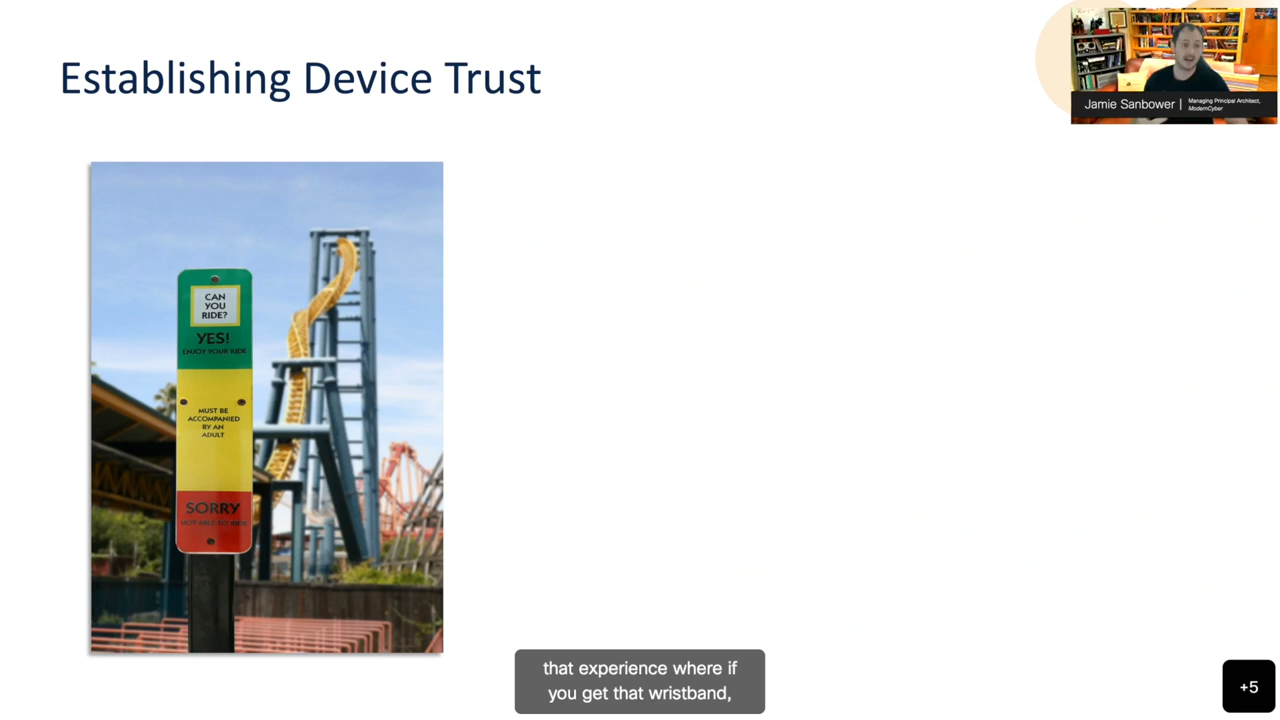 Establishing Device Trust
Jamie Sanbower |
Managing Principal Architect,
ModernCyber
CAN
YOU
RIDE?
YES!
ENJOY YOUR RIDE
MUST BE
ACCOMPANIED
BY AN
ADULT
SORRY
NOT ABLE TO RIDE
that experience where if
you get that wristband,
+5